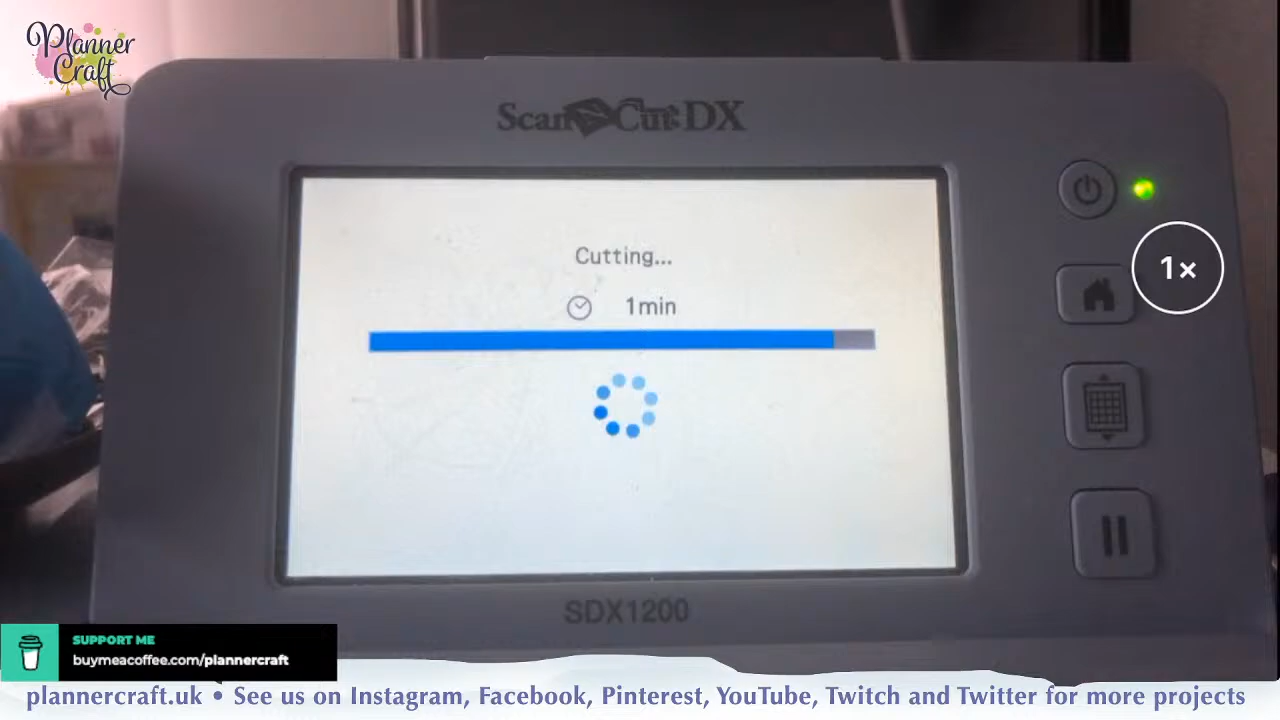 Planner
Craft
ScanNCut DX
Cutting...
1min
1×
SDX1200
SUPPORT ME
buymeacoffee.com/plannercraft
plannercraft.uk • See us on Instagram, Facebook, Pinterest, YouTube, Twitch and Twitter for more projects